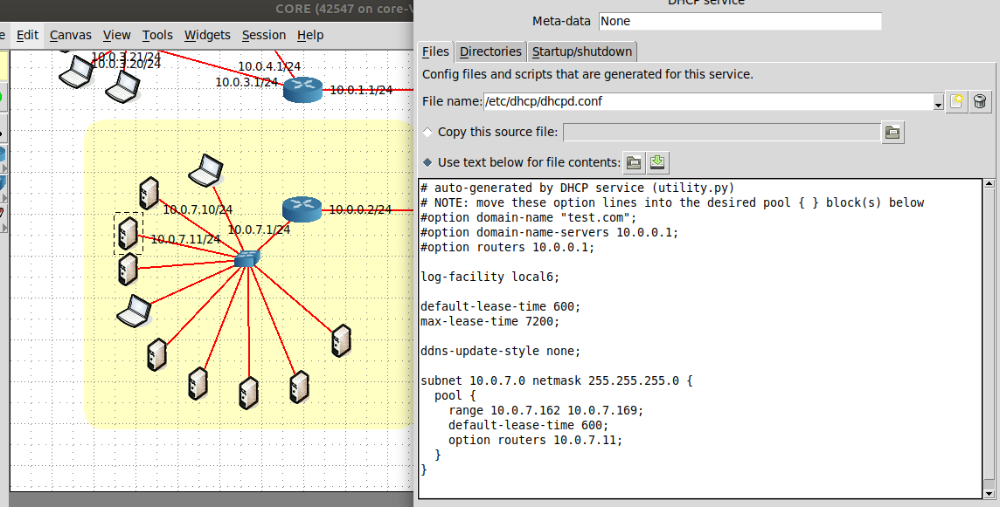 CORE (42547 on core-
DHCP service
Meta-data None
Edit Canvas View Tools Widgets Session Help
Files Directories Startup/shutdown
Config files and scripts that are generated for this service.
File name: /etc/dhcp/dhcpd.conf
Copy this source file:
Use text below for file contents:
# auto-generated by DHCP service (utility.py)
# NOTE: move these option lines into the desired pool { } block(s) below
#option domain-name "test.com";
#option domain-name-servers 10.0.0.1;
#option routers 10.0.0.1;
log-facility local6;
default-lease-time 600;
max-lease-time 7200;
ddns-update-style none;
subnet 10.0.7.0 netmask 255.255.255.0 {
pool {
range 10.0.7.162 10.0.7.169;
default-lease-time 600;
option routers 10.0.7.11;
}
}
10.0.3.21/24
10.0.3.20/24
10.0.4.1/24
10.0.3.1/24
10.0.1.1/24
10.0.7.10/24
10.0.0.2/24
10.0.7.1/24
10.0.7.11/24